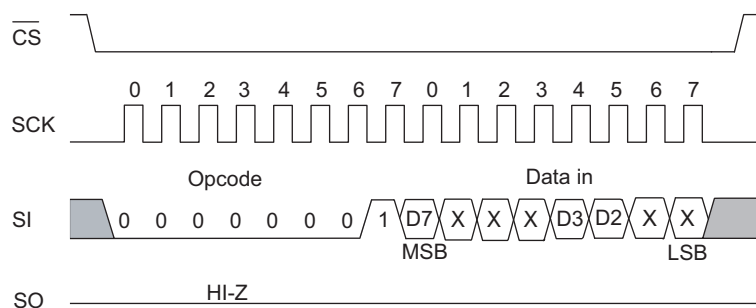 CS
0 1 2 3 4 5 6 7 0 1 2 3 4 5 6 7
SCK
Opcode Data in
SI 0 0 0 0 0 0 0 1 D7 X X X D3 D2 X X
MSB LSB
HI-Z
SO